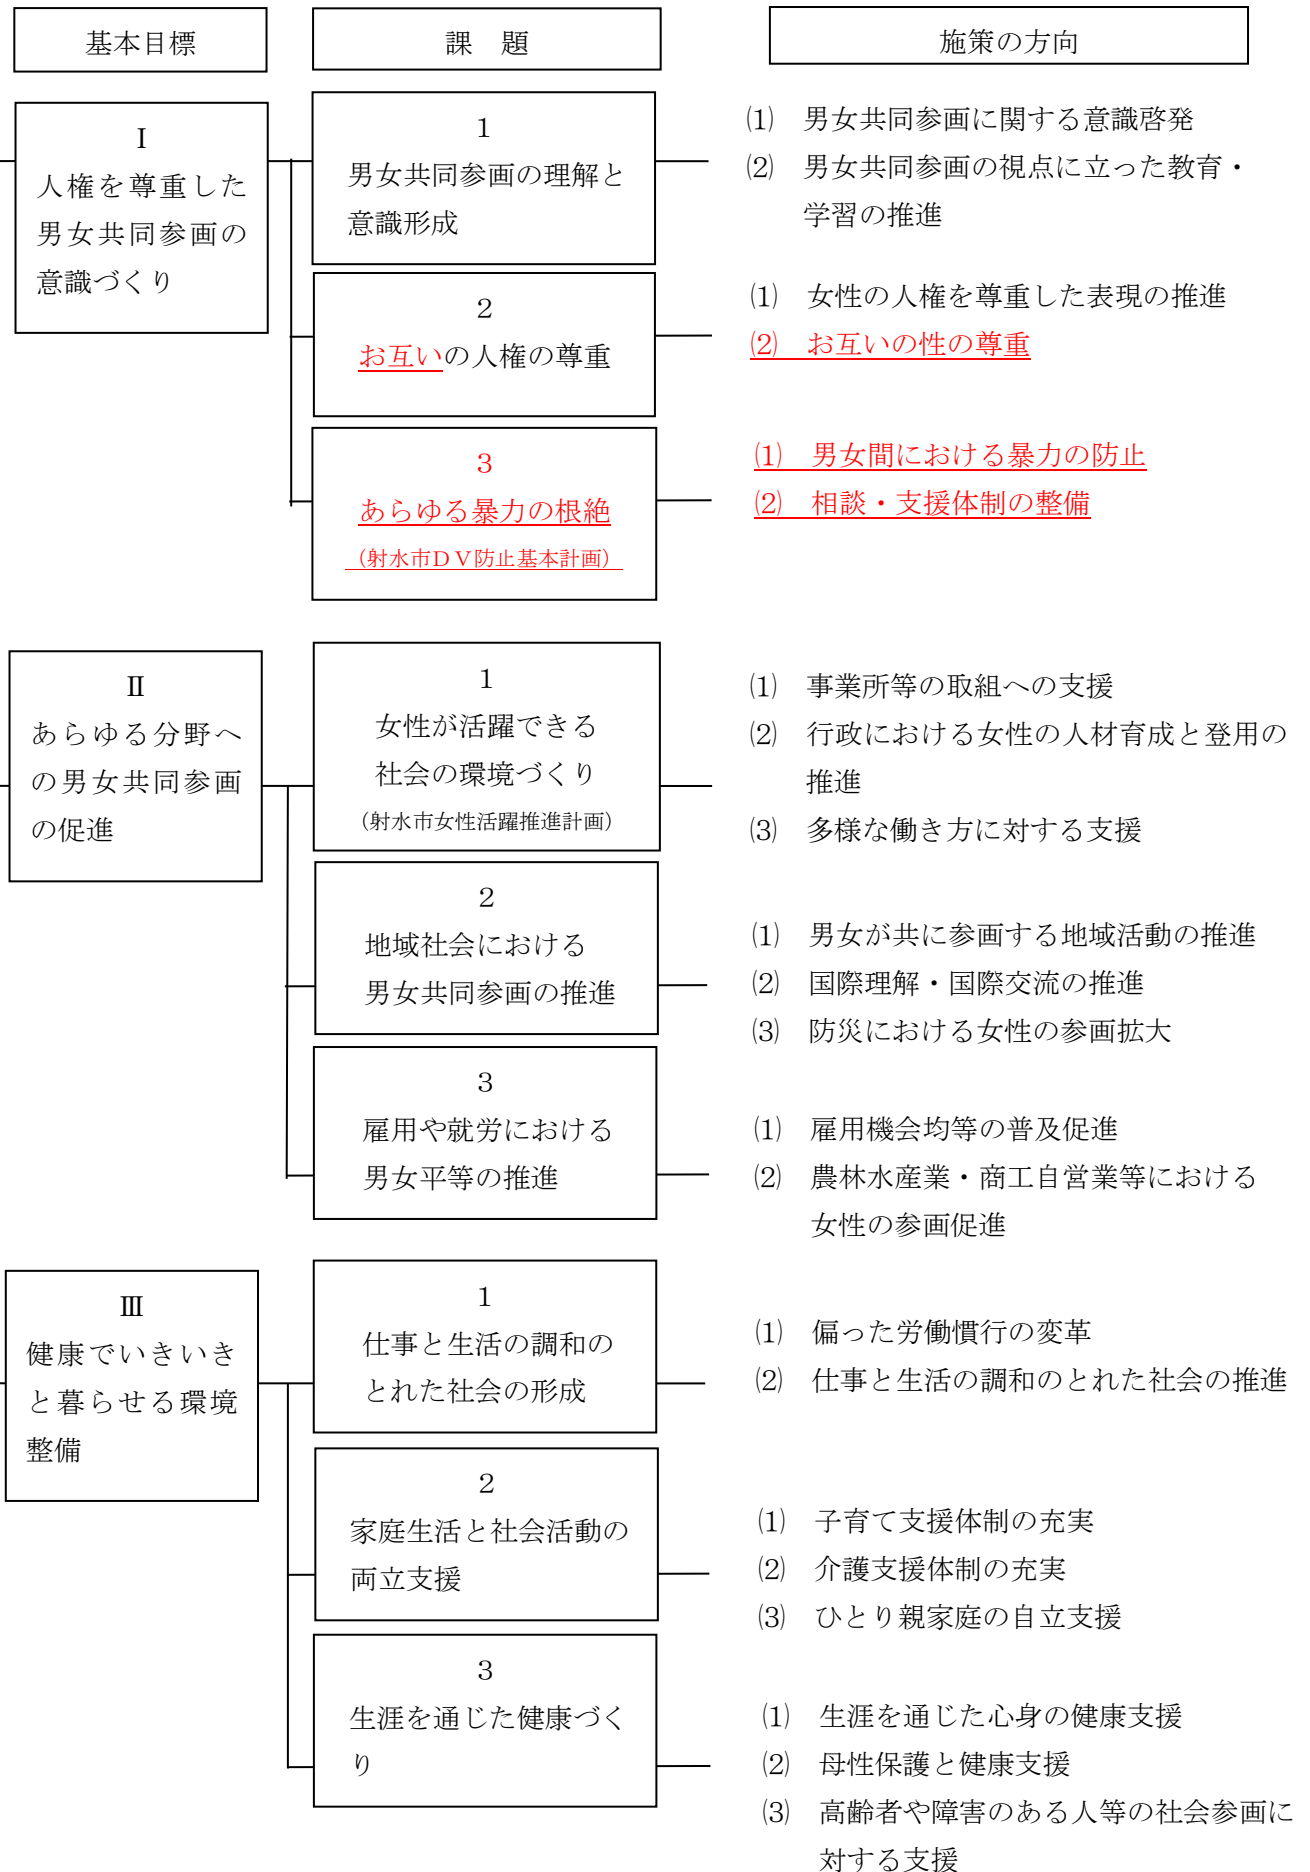 基本目標
課　題
施策の方向
Ⅰ
人権を尊重した
男女共同参画の
意識づくり
１
男女共同参画の理解と
意識形成
⑴　男女共同参画に関する意識啓発
⑵　男女共同参画の視点に立った教育・
学習の推進
２
お互いの人権の尊重
⑴　女性の人権を尊重した表現の推進
⑵　お互いの性の尊重
３
あらゆる暴力の根絶
（射水市ＤＶ防止基本計画）
⑴　男女間における暴力の防止
⑵　相談・支援体制の整備
Ⅱ
あらゆる分野へ
の男女共同参画
の促進
１
女性が活躍できる
社会の環境づくり
（射水市女性活躍推進計画）
⑴　事業所等の取組への支援
⑵　行政における女性の人材育成と登用の
推進
⑶　多様な働き方に対する支援
２
地域社会における
男女共同参画の推進
⑴　男女が共に参画する地域活動の推進
⑵　国際理解・国際交流の推進
⑶　防災における女性の参画拡大
３
雇用や就労における
男女平等の推進
⑴　雇用機会均等の普及促進
⑵　農林水産業・商工自営業等における
女性の参画促進
Ⅲ
健康でいきいき
と暮らせる環境
整備
１
仕事と生活の調和の
とれた社会の形成
⑴　偏った労働慣行の変革
⑵　仕事と生活の調和のとれた社会の推進
２
家庭生活と社会活動の
両立支援
⑴　子育て支援体制の充実
⑵　介護支援体制の充実
⑶　ひとり親家庭の自立支援
３
生涯を通じた健康づく
り
⑴　生涯を通じた心身の健康支援
⑵　母性保護と健康支援
⑶　高齢者や障害のある人等の社会参画に
対する支援